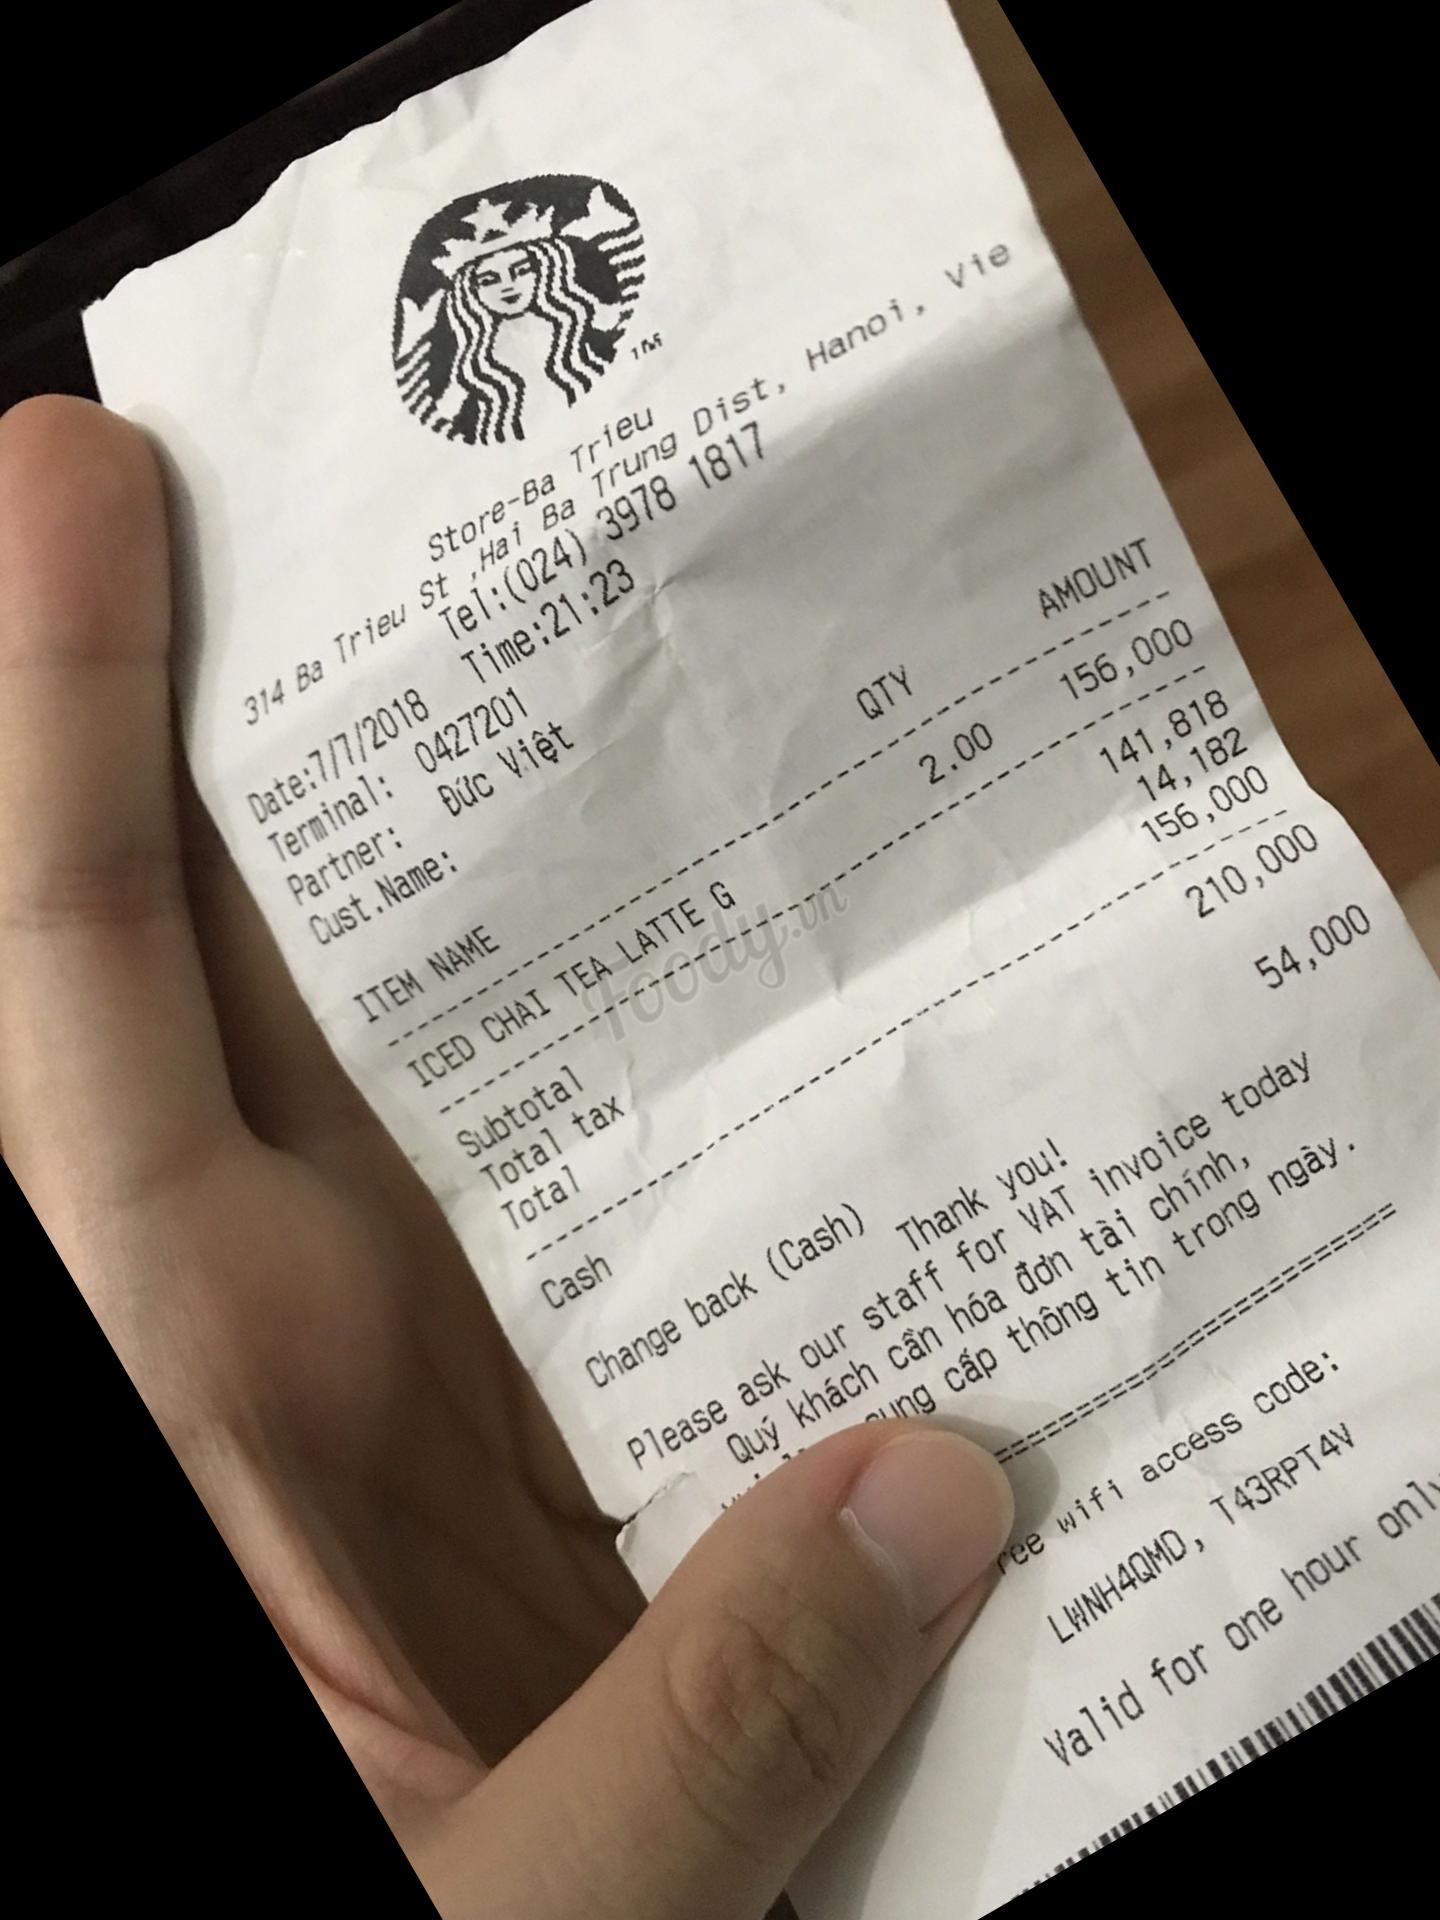 TM
Store-Ba Trieu
314 Ba Trieu St ,Hai Ba Trung Dist, Hanoi, Vie
Tel:(024) 3978 1817
Date:7/7/2018 Time:21:23
Terminal: 0427201
Partner: Đức Việt
Cust.Name:
ITEM NAME QTY AMOUNT
ICED CHAI TEA LATTE G 2.00 156,000
Subtotal 141,818
Total tax 14,182
Total 156,000
Cash 210,000
Change back (Cash) 54,000
Thank you!
Please ask our staff for VAT invoice today
Quý khách cần hóa đơn tài chính,
cung cấp thông tin trong ngày.
wifi access code:
LWNH4QMD, T43RPT4V
Valid for one hour only
Foody.vn